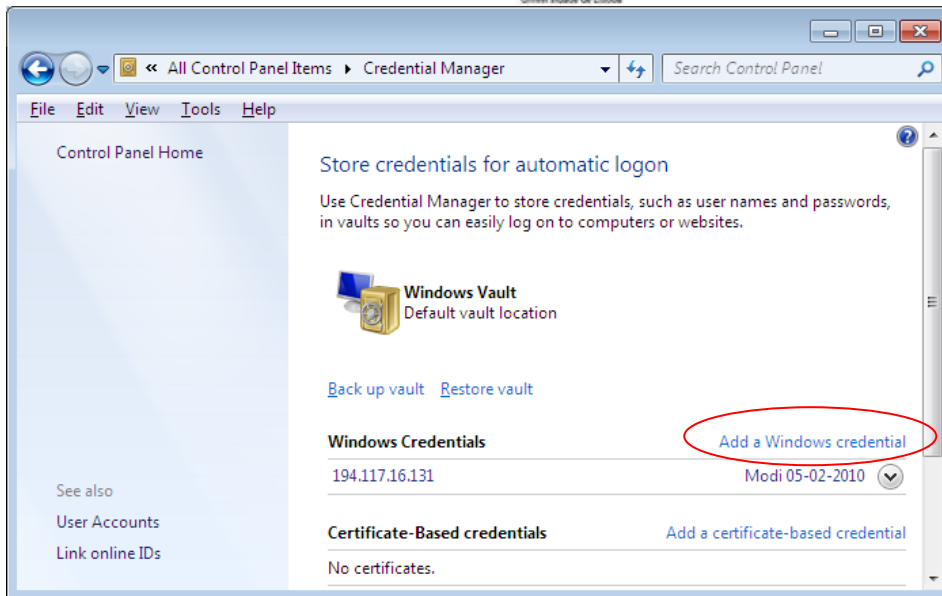 Universidade de Lisboa
« All Control Panel Items ▸ Credential Manager
Search Control Panel
File Edit View Tools Help
Control Panel Home
Store credentials for automatic logon
Use Credential Manager to store credentials, such as user names and passwords,
in vaults so you can easily log on to computers or websites.
Windows Vault
Default vault location
Back up vault Restore vault
Windows Credentials Add a Windows credential
194.117.16.131 Modi 05-02-2010
Certificate-Based credentials Add a certificate-based credential
No certificates.
See also
User Accounts
Link online IDs